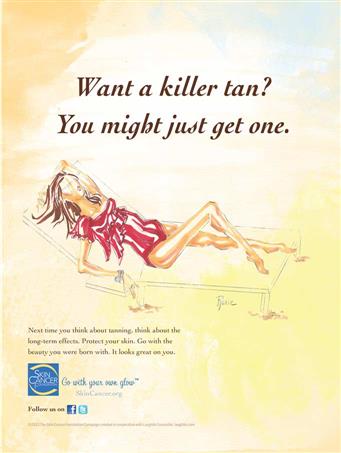 Want a killer tan?
You might just get one.
Next time you think about tanning, think about the
long-term effects. Protect your skin. Go with the
beauty you were born with. It looks great on you.
SKIN
CANCER
FOUNDATION
Go with your own glow™
SkinCancer.org
Follow us on